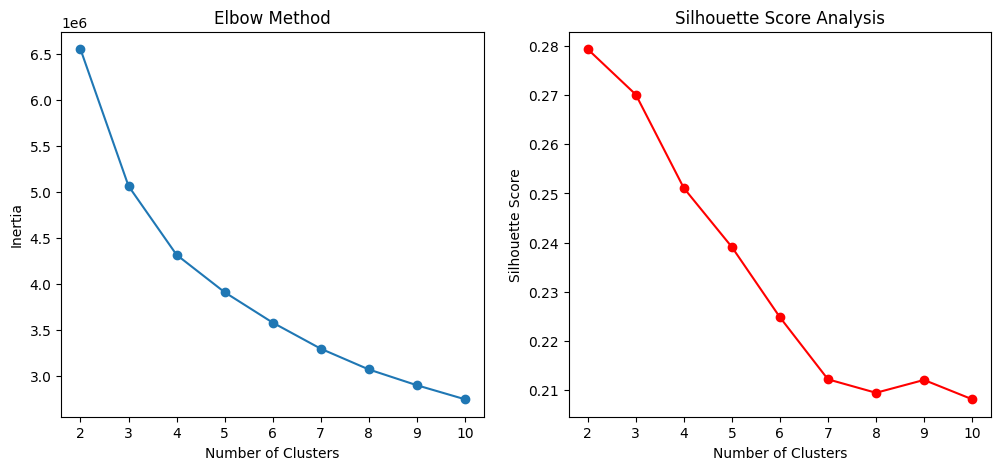 Elbow Method
1e6
6.5
6.0
5.5
5.0
4.5
4.0
3.5
3.0
Inertia
2 3 4 5 6 7 8 9 10
Number of Clusters
Silhouette Score Analysis
0.28
0.27
0.26
0.25
0.24
0.23
0.22
0.21
Silhouette Score
2 3 4 5 6 7 8 9 10
Number of Clusters